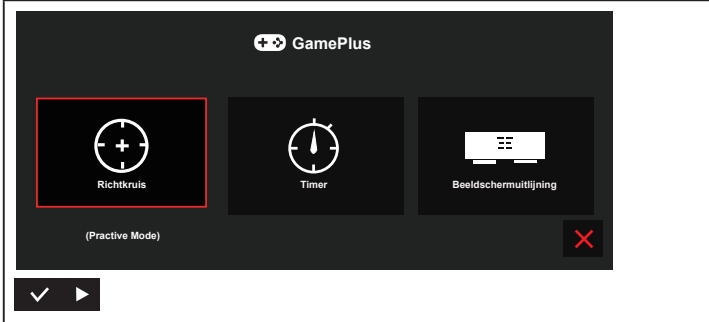 GamePlus
Richtkruis
Timer
Beeldschermuitlijning
(Practive Mode)